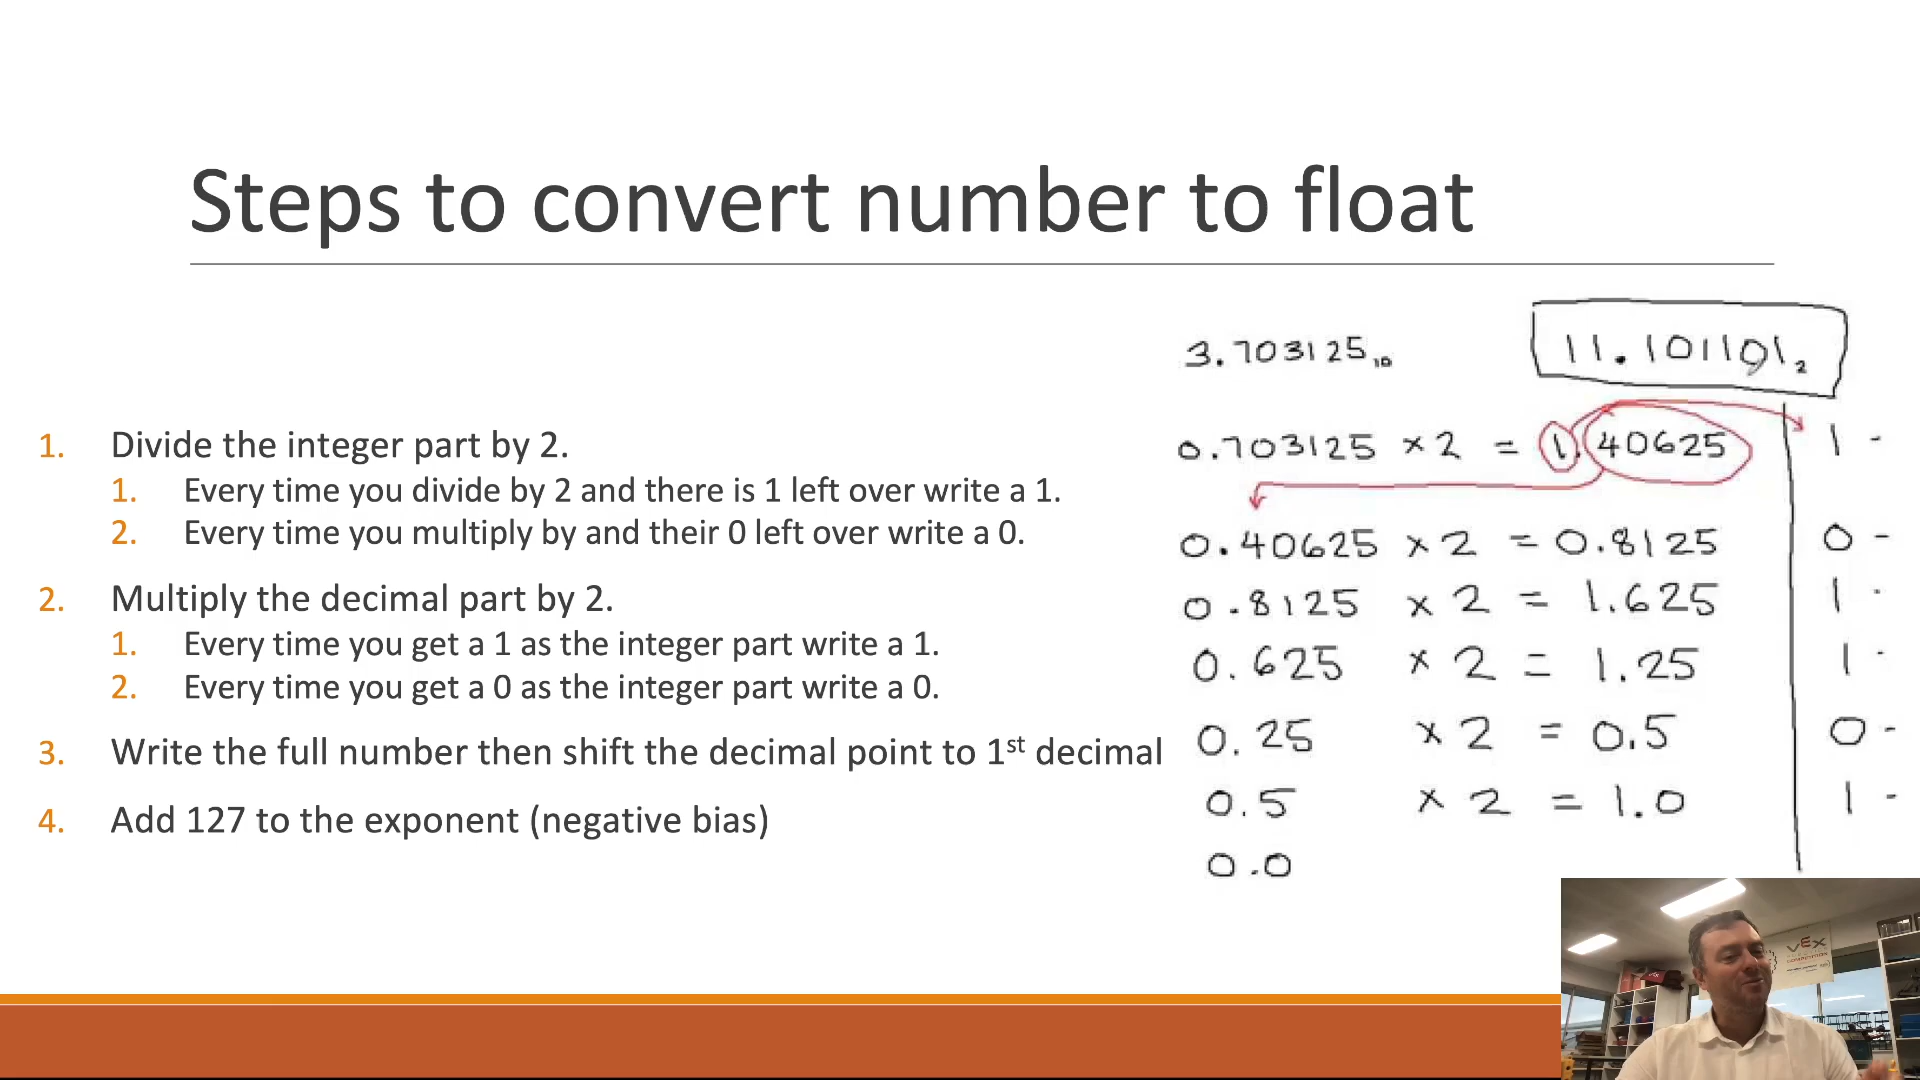 Steps to convert number to float
1. Divide the integer part by 2.
1. Every time you divide by 2 and there is 1 left over write a 1.
2. Every time you multiply by and their 0 left over write a 0.
2. Multiply the decimal part by 2.
1. Every time you get a 1 as the integer part write a 1.
2. Every time you get a 0 as the integer part write a 0.
3. Write the full number then shift the decimal point to 1st decimal
4. Add 127 to the exponent (negative bias)
3.703125₁₀ 11.101101₂
0.703125 × 2 = 1.40625 1 -
0.40625 × 2 = 0.8125 0 -
0.8125 × 2 = 1.625 1 -
0.625 × 2 = 1.25 1 -
0.25 × 2 = 0.5 0 -
0.5 × 2 = 1.0 1 -
0.0
VEX